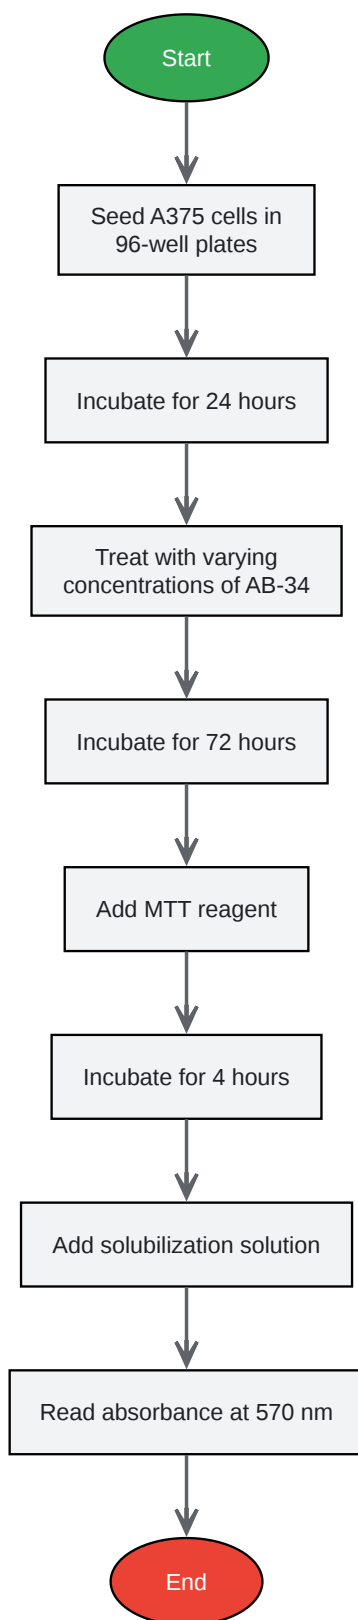 Start
Seed A375 cells in
96-well plates
Incubate for 24 hours
Treat with varying
concentrations of AB-34
Incubate for 72 hours
Add MTT reagent
Incubate for 4 hours
Add solubilization solution
Read absorbance at 570 nm
End